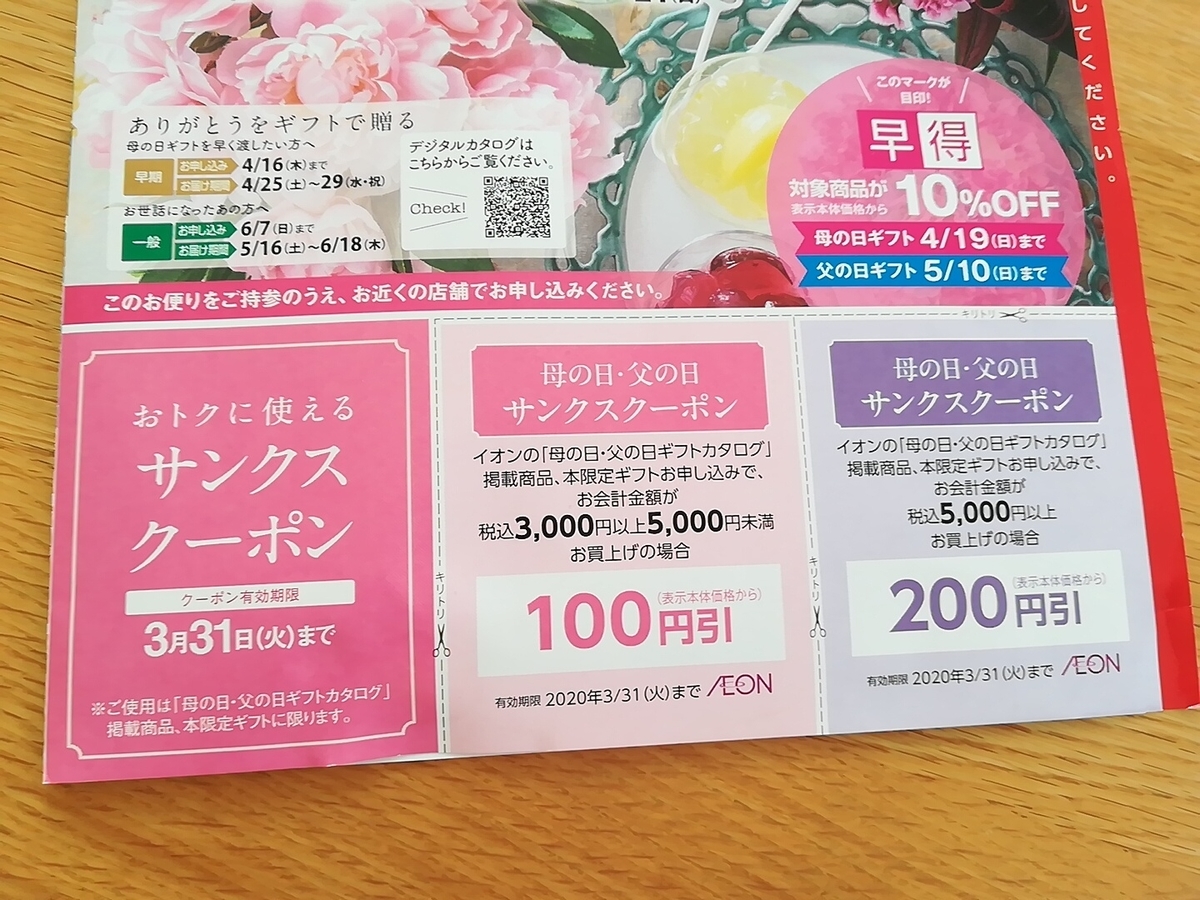 してください。
このマークが
目印!
早得
対象商品が
表示本体価格から
10%OFF
母の日ギフト 4/19(日)まで
父の日ギフト 5/10(日)まで
ありがとうをギフトで贈る
母の日ギフトを早く渡したい方へ
早期
お申し込み 4/16(木)まで
お届け期間 4/25(土)~29(水・祝)
お世話になったあの方へ
一般
お申し込み 6/7(日)まで
お届け期間 5/16(土)~6/18(木)
デジタルカタログは
こちらからご覧ください。
Check!
このお便りをご持参のうえ、お近くの店舗でお申し込みください。
キリトリ
おトクに使える
サンクス
クーポン
クーポン有効期限
3月31日(火)まで
※ご使用は「母の日・父の日ギフトカタログ」
掲載商品、本限定ギフトに限ります。
キリトリ
母の日・父の日
サンクスクーポン
イオンの「母の日・父の日ギフトカタログ」
掲載商品、本限定ギフトお申し込みで、
お会計金額が
税込3,000円以上5,000円未満
お買上げの場合
100円引
(表示本体価格から)
有効期限 2020年3/31(火)まで ÆON
キリトリ
母の日・父の日
サンクスクーポン
イオンの「母の日・父の日ギフトカタログ」
掲載商品、本限定ギフトお申し込みで、
お会計金額が
税込5,000円以上
お買上げの場合
200円引
(表示本体価格から)
有効期限 2020年3/31(火)まで ÆON